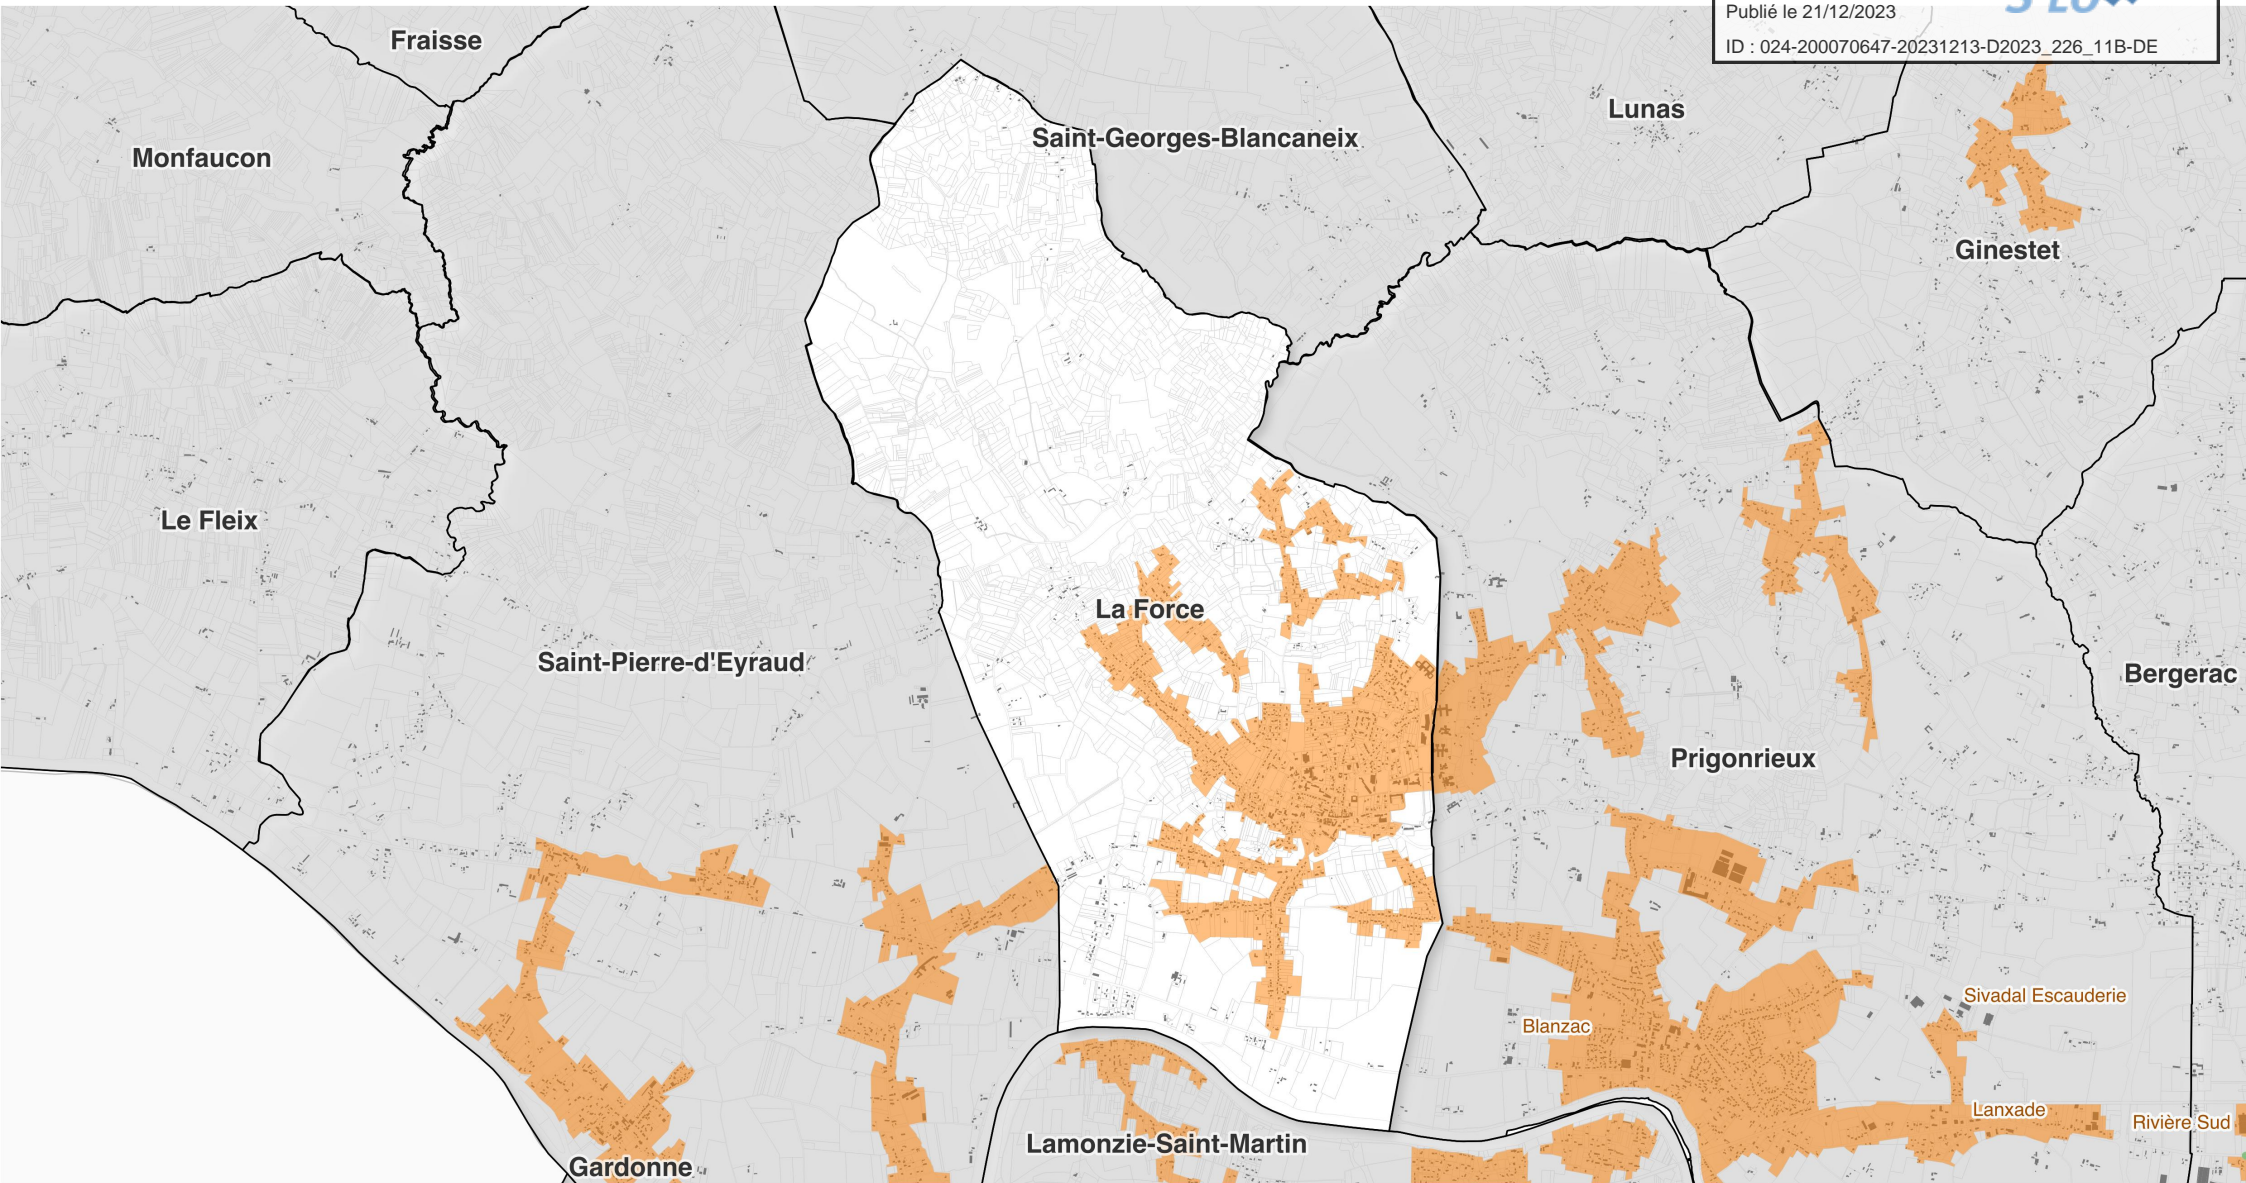 Publié le 21/12/2023
ID : 024-200070647-20231213-D2023_226_11B-DE
Fraisse
Monfaucon
Saint-Georges-Blancaneix
Lunas
Ginestet
Le Fleix
La Force
Saint-Pierre-d'Eyraud
Bergerac
Prigonrieux
Sivadal Escauderie
Blanzac
Lanxade
Rivière Sud
Lamonzie-Saint-Martin
Gardonne